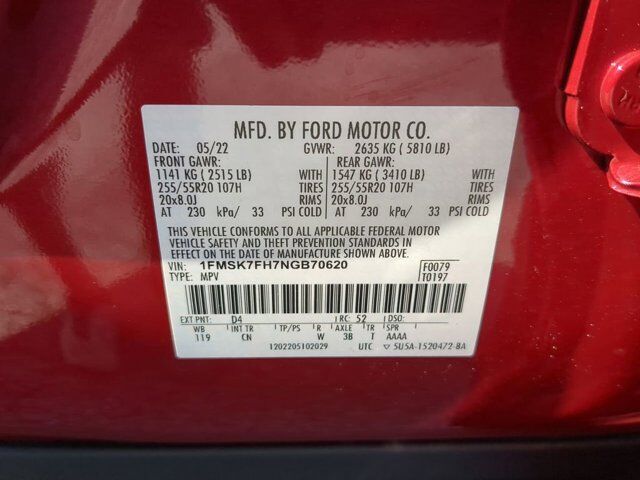 MFD. BY FORD MOTOR CO.
DATE: 05/22 GVWR: 2635 KG ( 5810 LB)
FRONT GAWR: REAR GAWR:
1141 KG ( 2515 LB) WITH 1547 KG ( 3410 LB)
255/55R20 107H TIRES 255/55R20 107H
20x8.0J RIMS 20x8.0J
AT 230 kPa/ 33 PSI COLD AT 230 kPa/ 33 PSI COLD
THIS VEHICLE CONFORMS TO ALL APPLICABLE FEDERAL MOTOR
VEHICLE SAFETY AND THEFT PREVENTION STANDARDS IN EFFECT
ON THE DATE OF MANUFACTURE SHOWN ABOVE.
VIN: 1FMSK7FH7NGB70620 F0079
TYPE: MPV T0197
EXT PNT: D4 RC: 52 DSO:
WB INT TR TP/PS R AXLE TR SPR
119 CN W 3B T AAAA
1202205102029 UTC ▽ 5U5A-1520472-BA